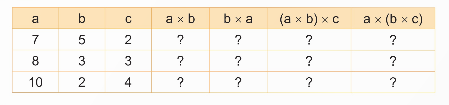 a b c a × b b × a (a × b) × c a × (b × c)
7 5 2 ? ? ? ?
8 3 3 ? ? ? ?
10 2 4 ? ? ? ?